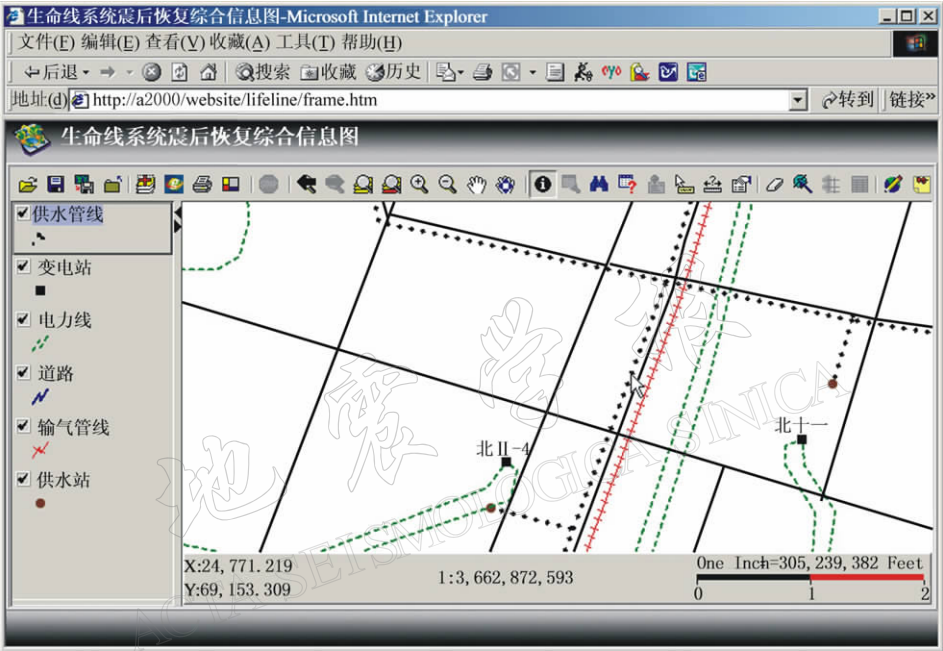 生命线系统震后恢复综合信息图-Microsoft Internet Explorer
文件(F) 编辑(E) 查看(V) 收藏(A) 工具(T) 帮助(H)
后退 搜索 收藏 历史
地址(d) http://a2000/website/lifeline/frame.htm 转到 链接»
生命线系统震后恢复综合信息图
供水管线
变电站
电力线
道路
输气管线
供水站
北Ⅱ-4
北十一
地震学报
ACTA SEISMOLOGICA SINICA
X:24,771.219
Y:69,153.309
1:3,662,872,593
One Inch=305,239,382 Feet
0 1 2